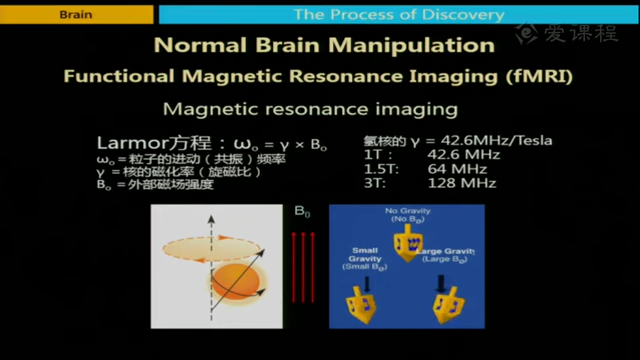 Brain
The Process of Discovery
爱课程
Normal Brain Manipulation
Functional Magnetic Resonance Imaging (fMRI)
Magnetic resonance imaging
Larmor方程：ωo = γ × Bo
ωo＝粒子的进动（共振）频率
γ ＝核的磁化率（旋磁比）
Bo＝外部磁场强度
氢核的 γ = 42.6MHz/Tesla
1T： 42.6 MHz
1.5T: 64 MHz
3T: 128 MHz
B0
No Gravity
(No Bo)
Small
Gravity
(Small Bo)
Large Gravity
(Large Bo)